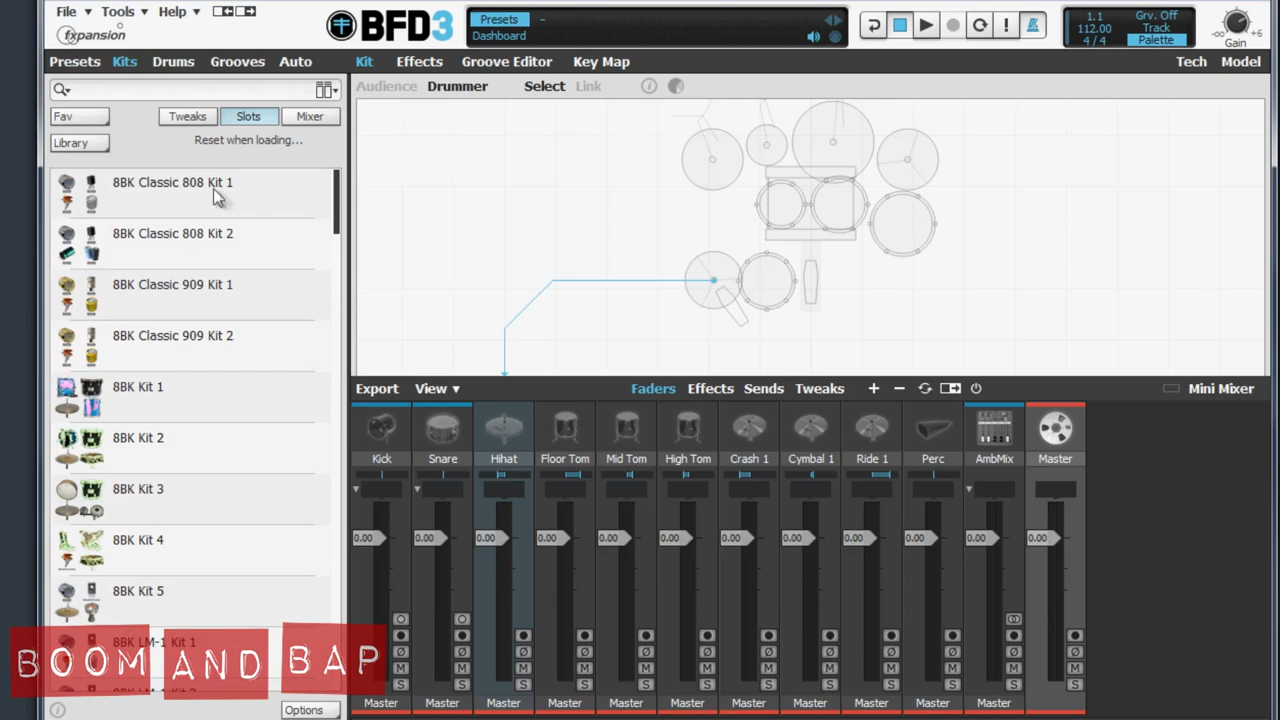 File Tools Help
fxpansion
BFD3
Presets -
Dashboard
1.1 Grv. Off
112.00 Track
4 / 4 Palette
-∞ +6
Gain
Presets Kits Drums Grooves Auto
Kit Effects Groove Editor Key Map
Tech Model
Audience Drummer Select Link
Fav Tweaks Slots Mixer
Library Reset when loading...
8BK Classic 808 Kit 1
8BK Classic 808 Kit 2
8BK Classic 909 Kit 1
8BK Classic 909 Kit 2
8BK Kit 1
8BK Kit 2
8BK Kit 3
8BK Kit 4
8BK Kit 5
8BK LM-1 Kit 1
Options
Export View Faders Effects Sends Tweaks Mini Mixer
Kick Snare Hihat Floor Tom Mid Tom High Tom Crash 1 Cymbal 1 Ride 1 Perc AmbMix Master
0.00 0.00 0.00 0.00 0.00 0.00 0.00 0.00 0.00 0.00 0.00 0.00
M M M M M M M M M M M M
S S S S S S S S S S S S
Master Master Master Master Master Master Master Master Master Master Master
BOOM AND BAP